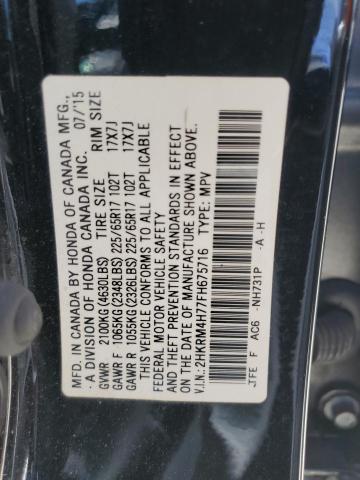 MFD. IN CANADA BY HONDA OF CANADA MFG.,
- A DIVISION OF HONDA CANADA INC. 07/15
GVWR 2100KG (4630LBS) TIRE SIZE RIM SIZE
GAWR F 1065KG (2348LBS) 225/65R17 102T 17X7J
GAWR R 1055KG (2326LBS) 225/65R17 102T 17X7J
THIS VEHICLE CONFORMS TO ALL APPLICABLE
FEDERAL MOTOR VEHICLE SAFETY
AND THEFT PREVENTION STANDARDS IN EFFECT
ON THE DATE OF MANUFACTURE SHOWN ABOVE.
V.I.N.: 2HKRM4H77FH675716 TYPE: MPV
JFE F AC6 -NH731P -A -H